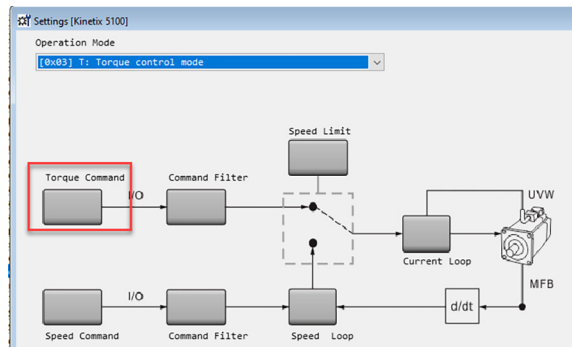 Settings [Kinetix 5100]
Operation Mode
[0x03] T: Torque control mode
Speed Limit
Torque Command
I/O
Command Filter
UVW
Current Loop
MFB
I/O
d/dt
Speed Command
Command Filter
Speed Loop